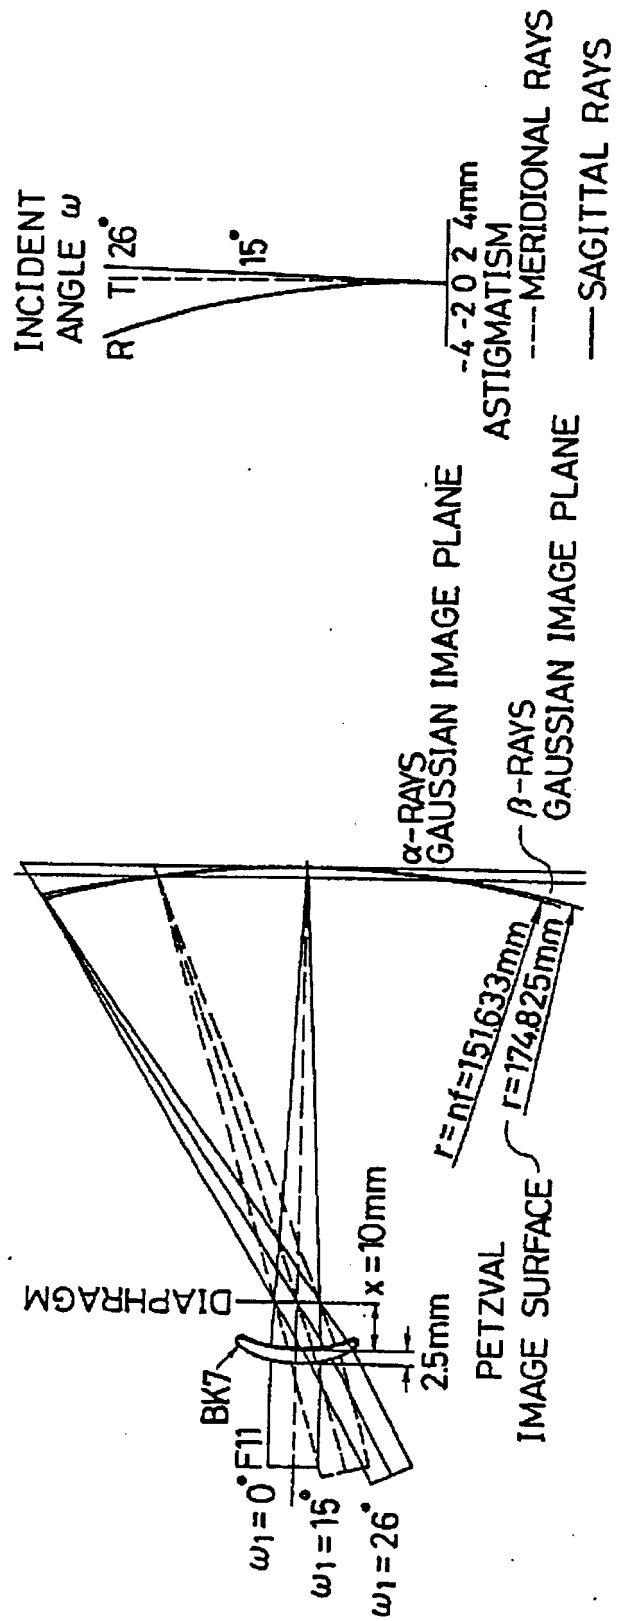 ω1=0° F11
ω1=15°
ω1=26°
BK7
DIAPHRAGM
x=10mm
2.5mm
PETZVAL
IMAGE SURFACE
r=nf=151.633mm
r=174.825mm
α-RAYS
GAUSSIAN IMAGE PLANE
β-RAYS
GAUSSIAN IMAGE PLANE
INCIDENT
ANGLE ω
R
T
26°
15°
-4 -2 0 2 4mm
ASTIGMATISM
MERIDIONAL RAYS
SAGITTAL RAYS